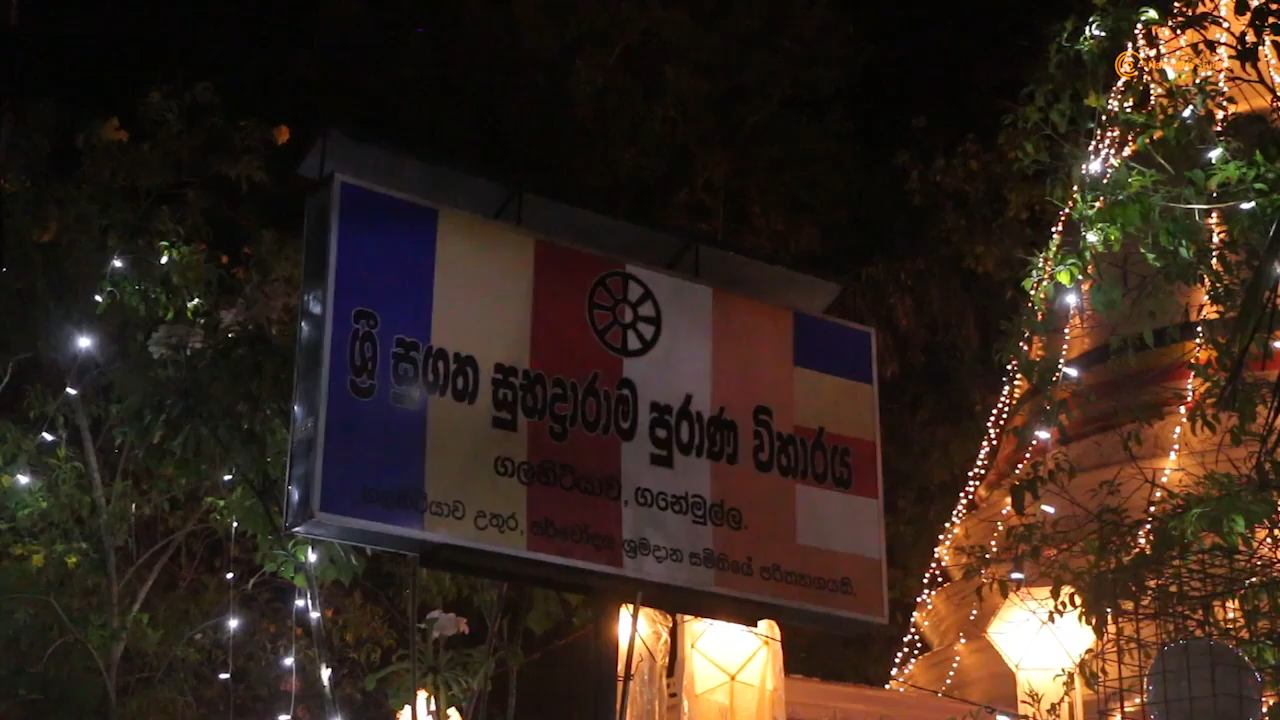 ශ්‍රී සුගත සුභද්‍රාරාම පුරාණ විහාරය
ගලහිටියාව, ගනේමුල්ල.
ගලහිටියාව උතුර, සර්වෝදය ශ්‍රමදාන සමිතියේ පරිත්‍යාගයකි.